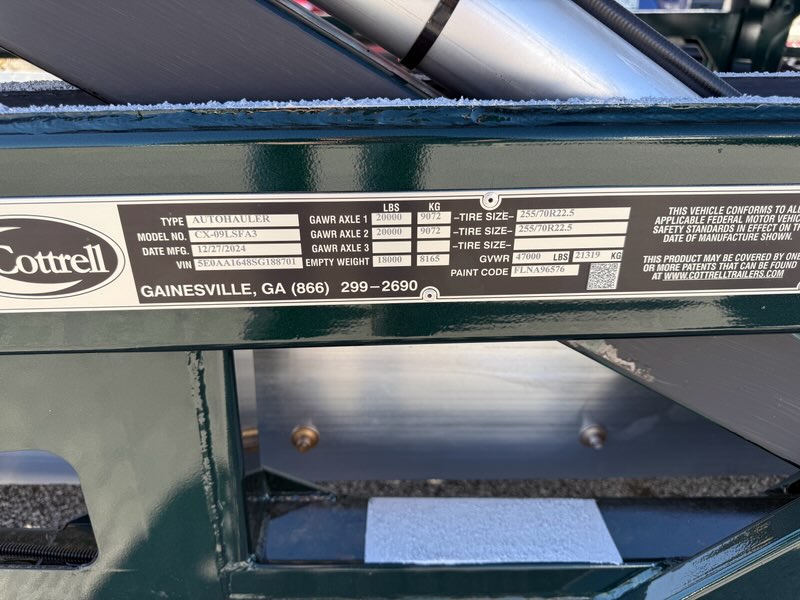 Cottrell
LBS KG
TYPE AUTOHAULER GAWR AXLE 1 20000 9072 -TIRE SIZE- 255/70R22.5
MODEL NO. CX-09LSFA3 GAWR AXLE 2 20000 9072 -TIRE SIZE- 255/70R22.5
DATE MFG. 12/27/2024 GAWR AXLE 3 -TIRE SIZE-
VIN 5E0AA1648SG188701 EMPTY WEIGHT 18000 8165 GVWR 47000 LBS 21319 KG
PAINT CODE FLNA96576
GAINESVILLE, GA (866) 299-2690
THIS VEHICLE CONFORMS TO ALL
APPLICABLE FEDERAL MOTOR VEHICLE
SAFETY STANDARDS IN EFFECT ON THE
DATE OF MANUFACTURE SHOWN.
THIS PRODUCT MAY BE COVERED BY ONE
OR MORE PATENTS THAT CAN BE FOUND
AT WWW.COTTRELLTRAILERS.COM